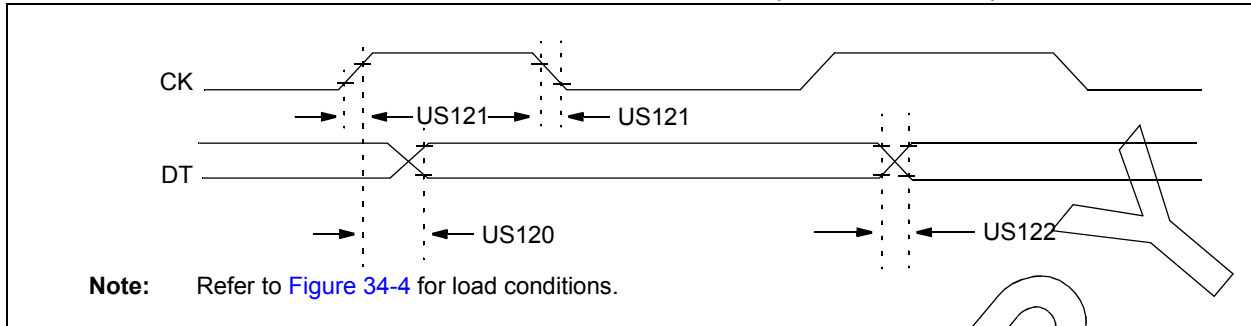 CK
US121 US121
DT
US120 US122
Note: Refer to Figure 34-4 for load conditions.